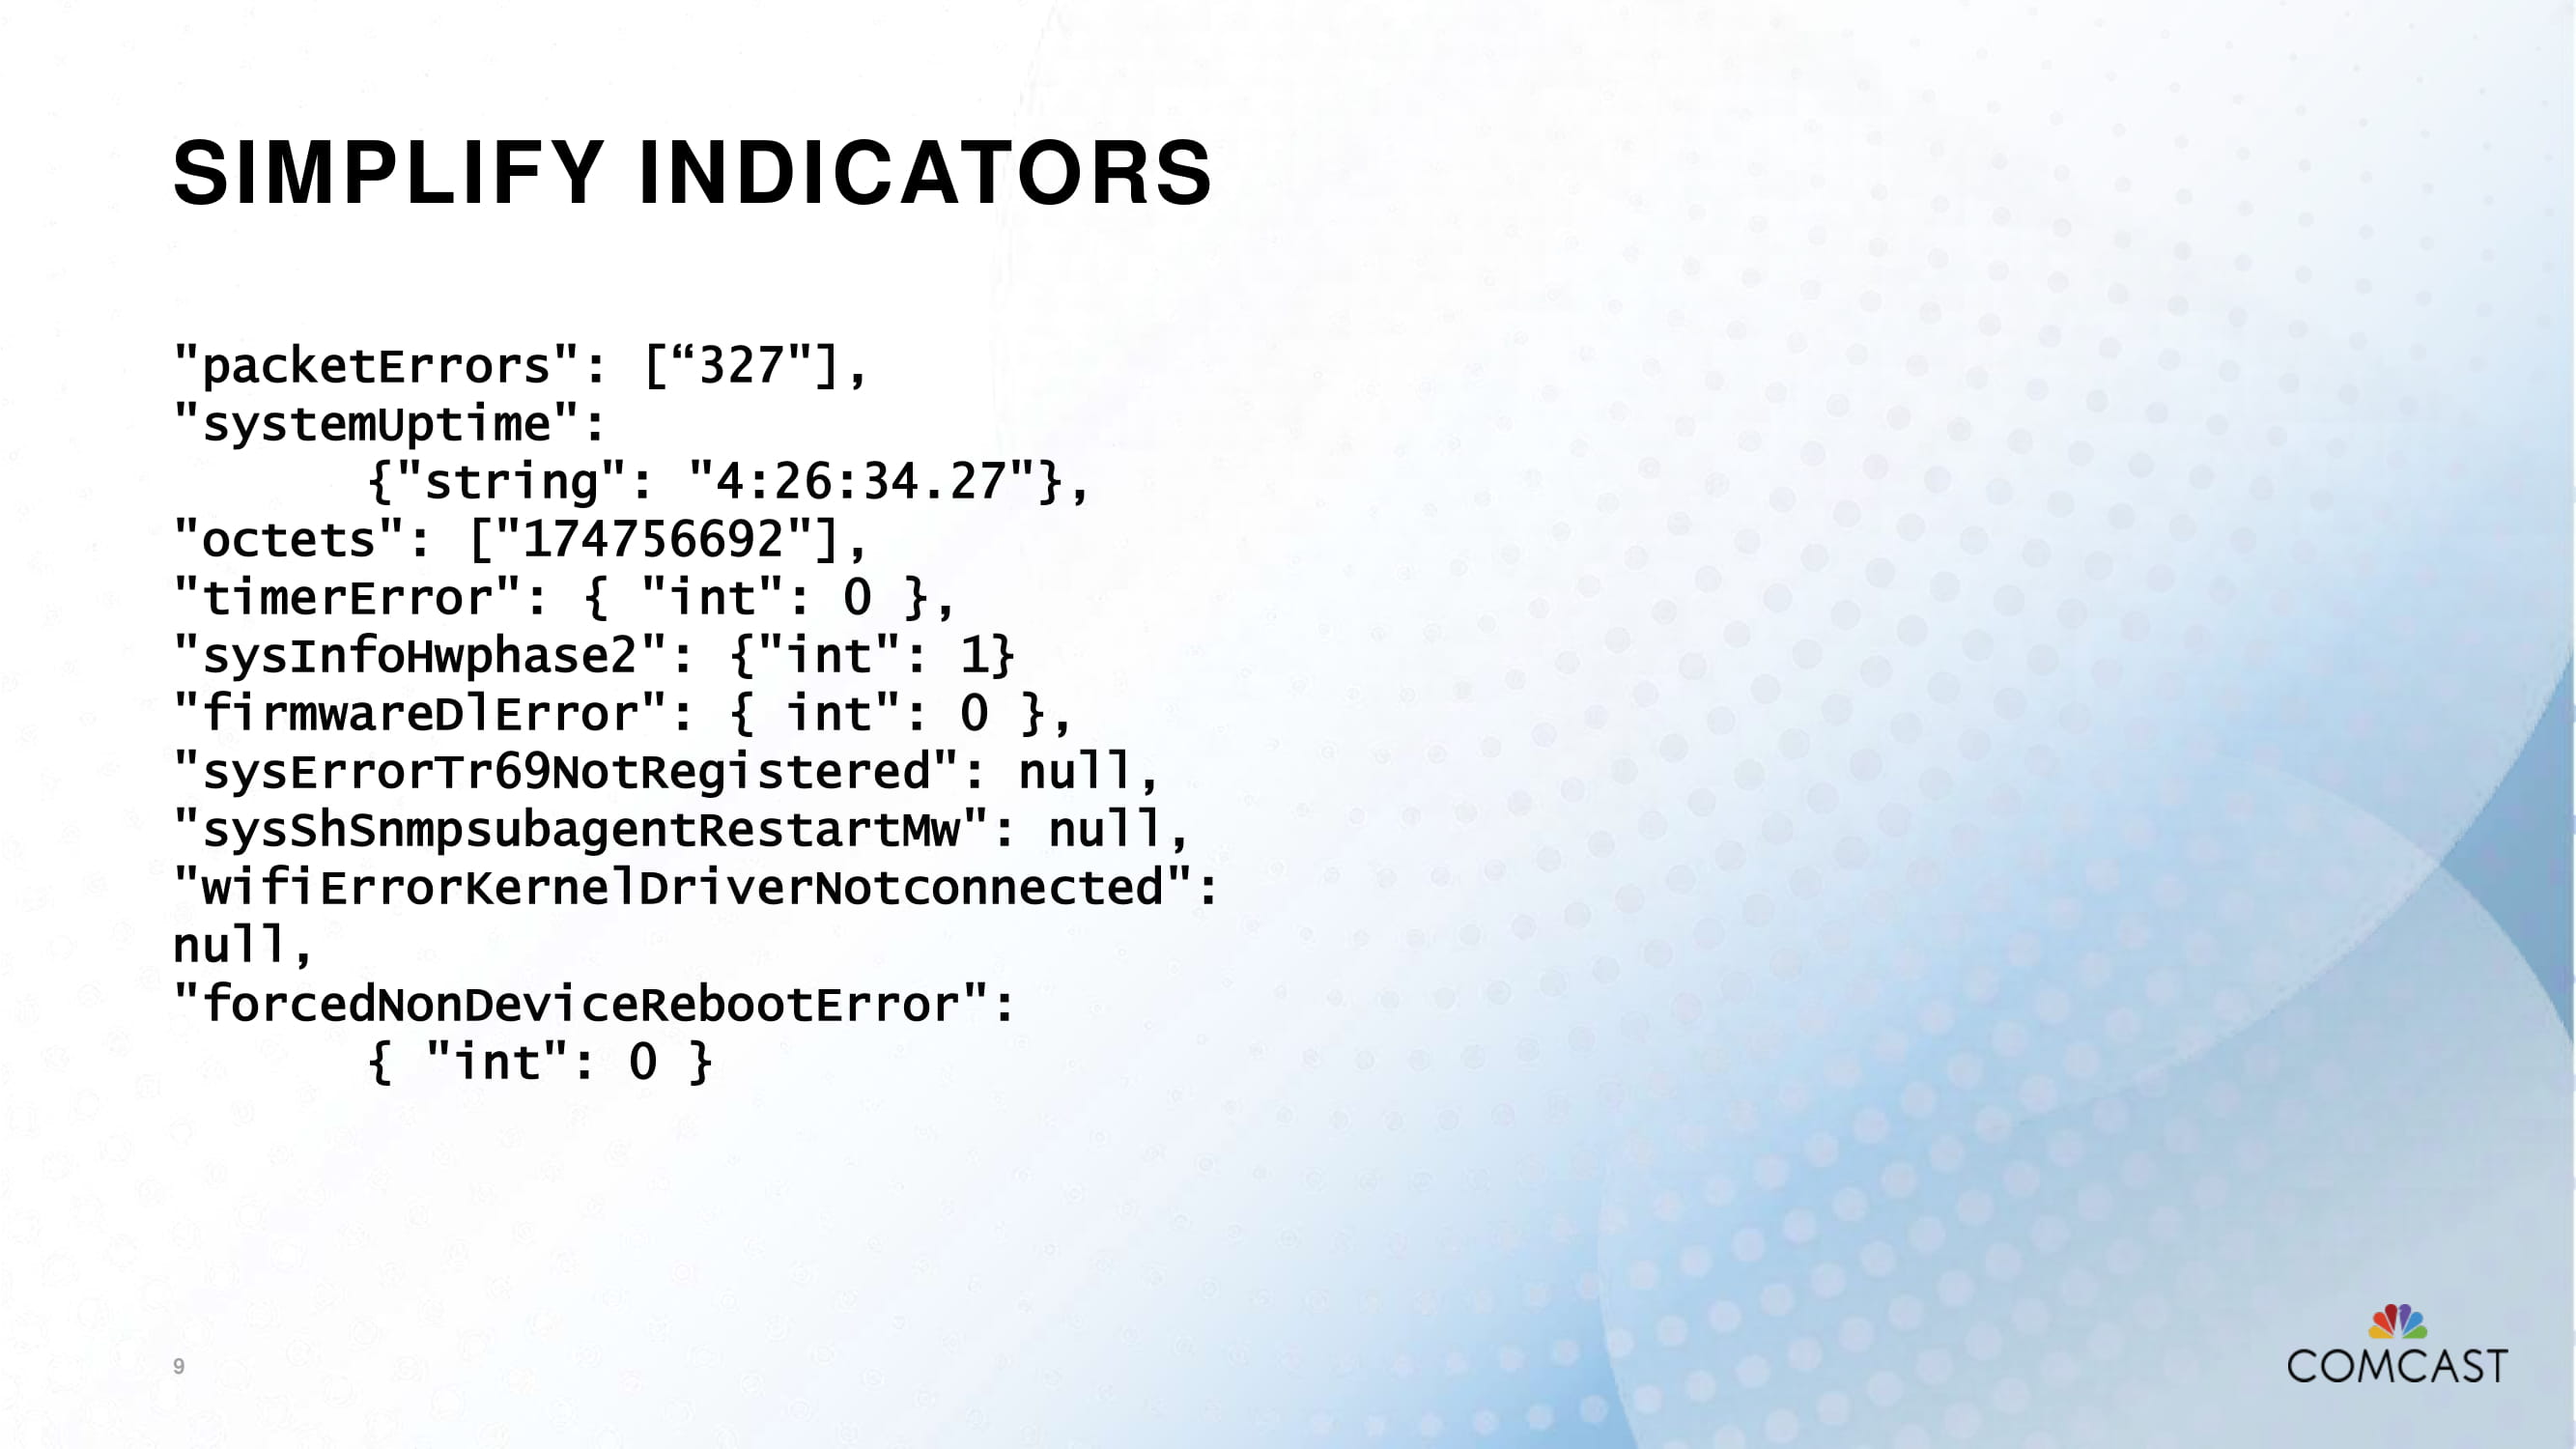 SIMPLIFY INDICATORS
"packetErrors": [“327"],
"systemUptime":
{"string": "4:26:34.27"},
"octets": ["174756692"],
"timerError": { "int": 0 },
"sysInfoHwphase2": {"int": 1}
"firmwareDlError": { int": 0 },
"sysErrorTr69NotRegistered": null,
"sysShSnmpsubagentRestartMw": null,
"wifiErrorKernelDriverNotconnected":
null,
"forcedNonDeviceRebootError":
{ "int": 0 }
9
COMCAST